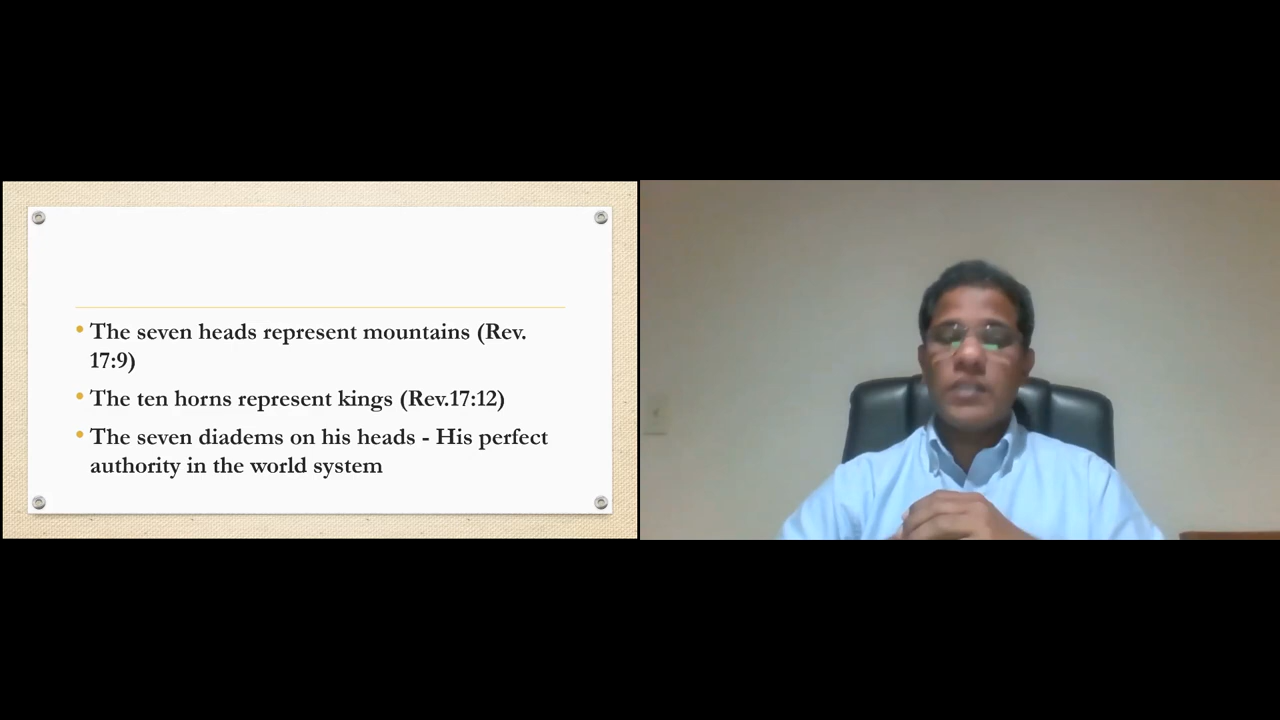 The seven heads represent mountains (Rev.
17:9)
The ten horns represent kings (Rev.17:12)
The seven diadems on his heads - His perfect
authority in the world system